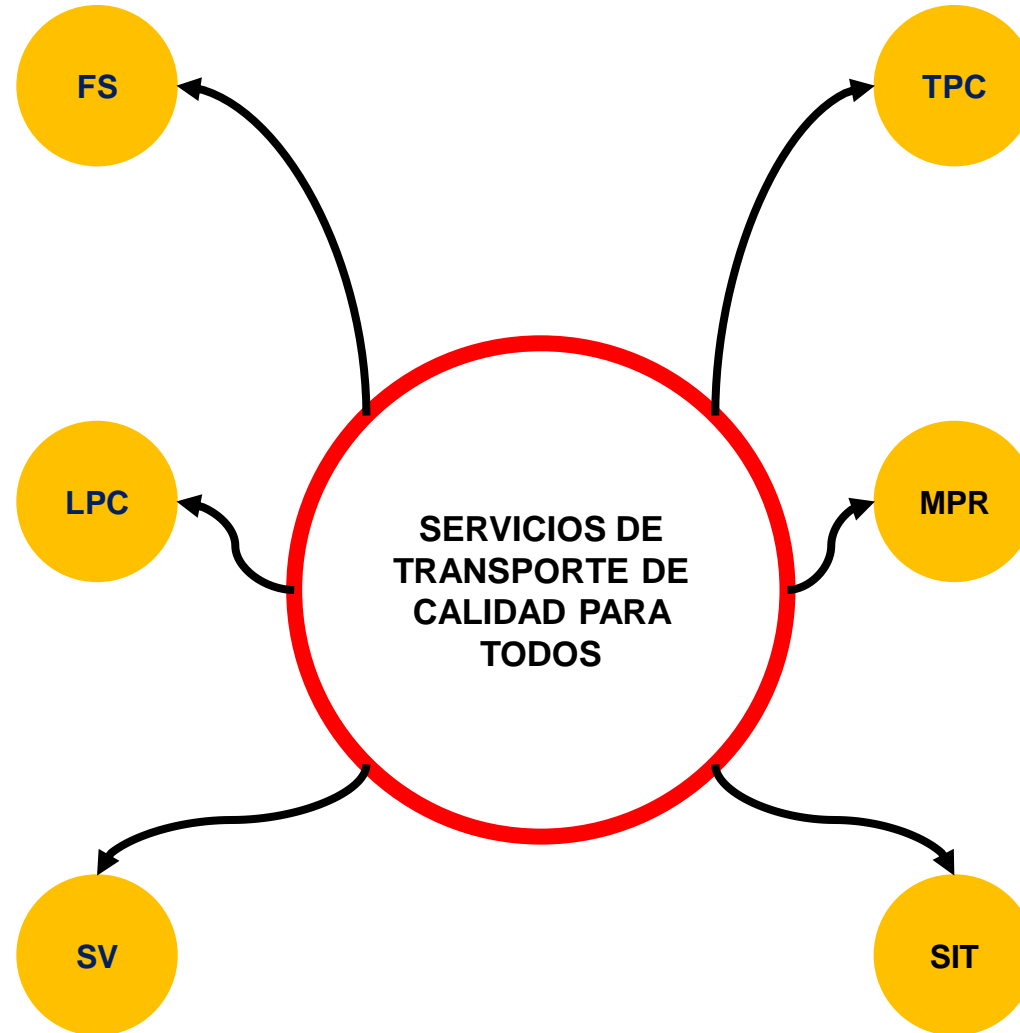 FS
TPC
LPC
MPR
SERVICIOS DE
TRANSPORTE DE
CALIDAD PARA
TODOS
SV
SIT